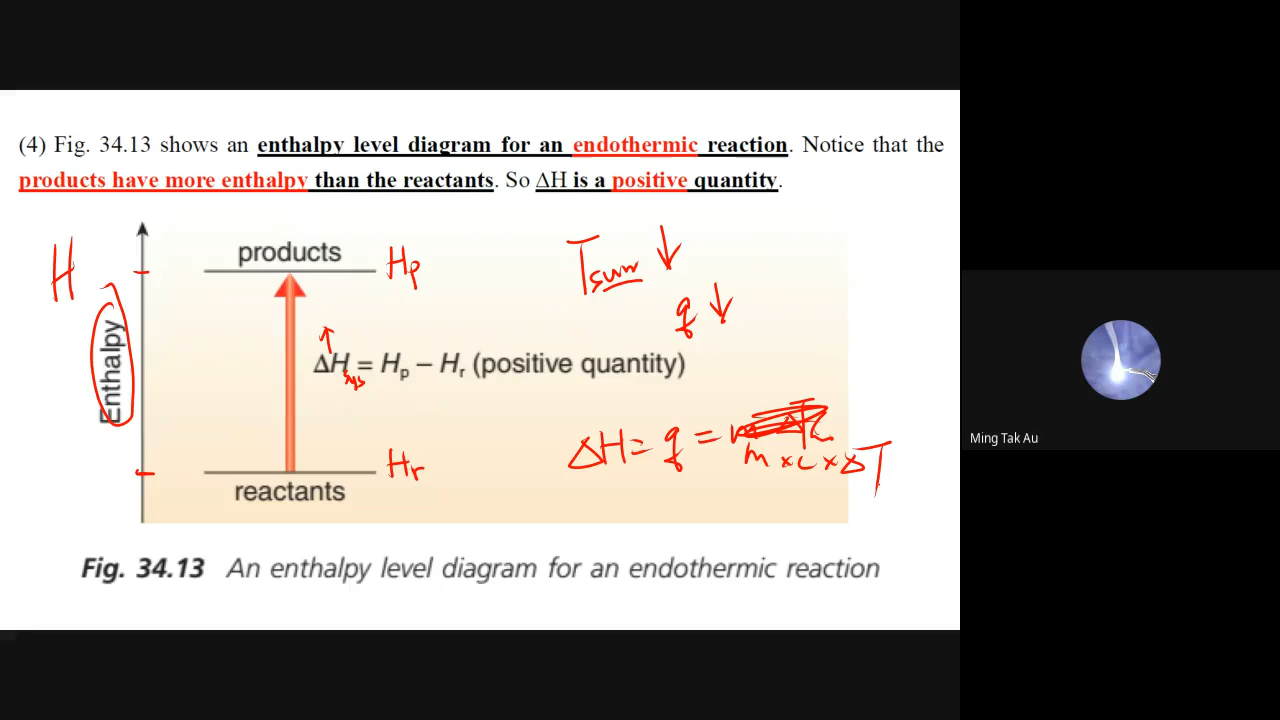 (4) Fig. 34.13 shows an enthalpy level diagram for an endothermic reaction. Notice that the
products have more enthalpy than the reactants. So ΔH is a positive quantity.
H
Enthalpy
products
Hp
T surr ↓
q ↓
↑
ΔH sys = Hp – Hr (positive quantity)
ΔH = q =
m × c × ΔT
Hr
reactants
Fig. 34.13 An enthalpy level diagram for an endothermic reaction
Ming Tak Au